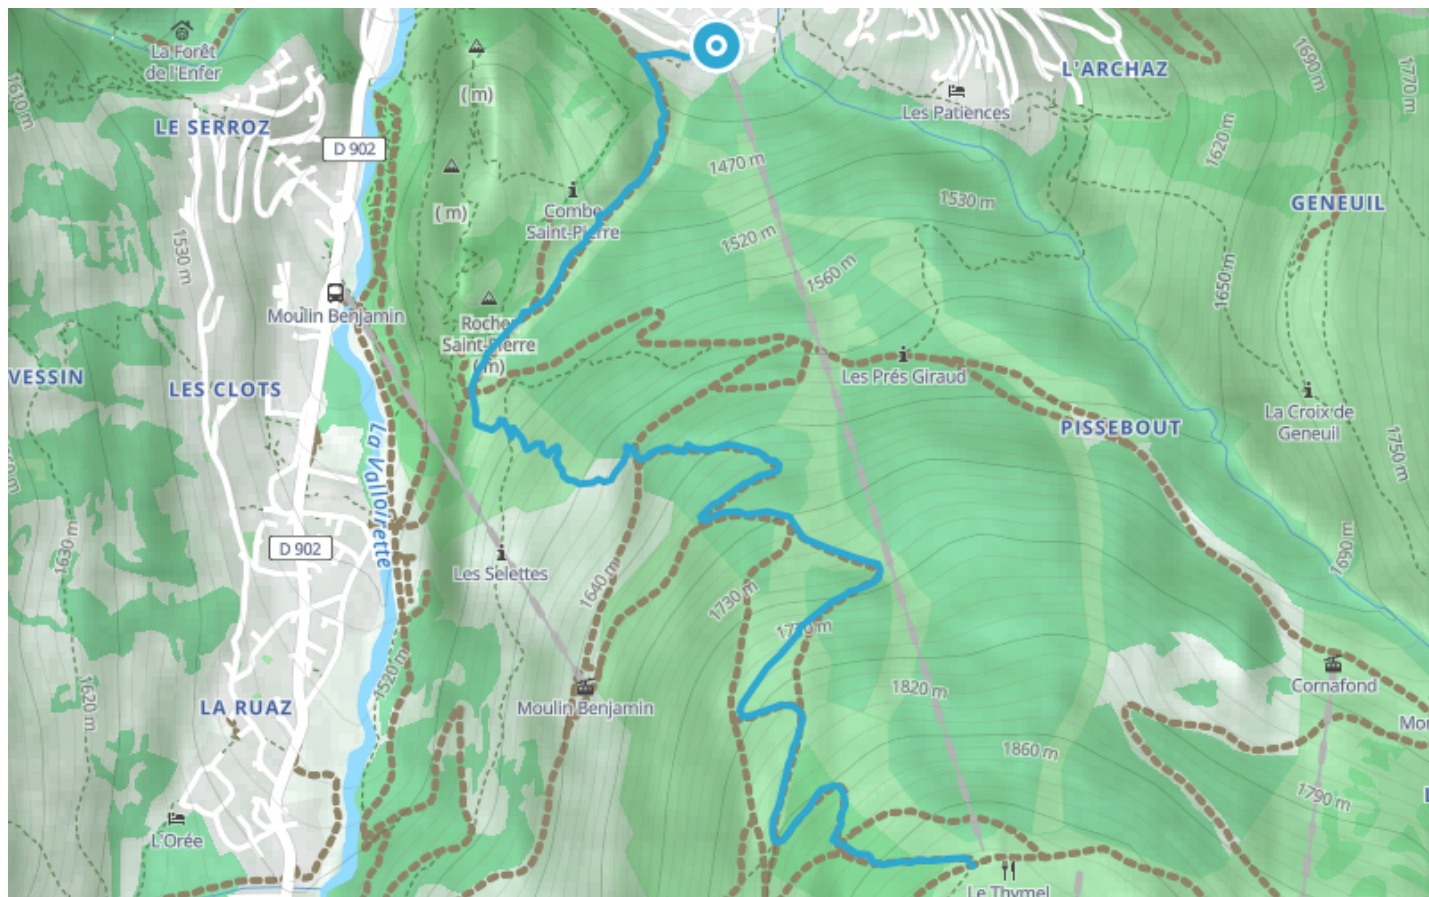 La Forêt
de l'Enfer
( m)
L'ARCHAZ
1690 m
1770 m
1610 m
Les Patiences
LE SERROZ
D 902
1620 m
1470 m
Combe
Saint-Pierre
( m)
1530 m
GENEUIL
1530 m
1520 m
1560 m
1650 m
Moulin Benjamin
Rocher
Saint-Pierre
( m)
VESSIN
LES CLOTS
Les Prés Giraud
La Croix de
Geneuil
PISSEBOUT
1750 m
La Valloirette
1630 m
D 902
Les Selettes
1640 m
1730 m
1690 m
1770 m
1520 m
1620 m
LA RUAZ
Moulin Benjamin
1820 m
Cornafond
1860 m
1790 m
L'Orée
Le Thymel